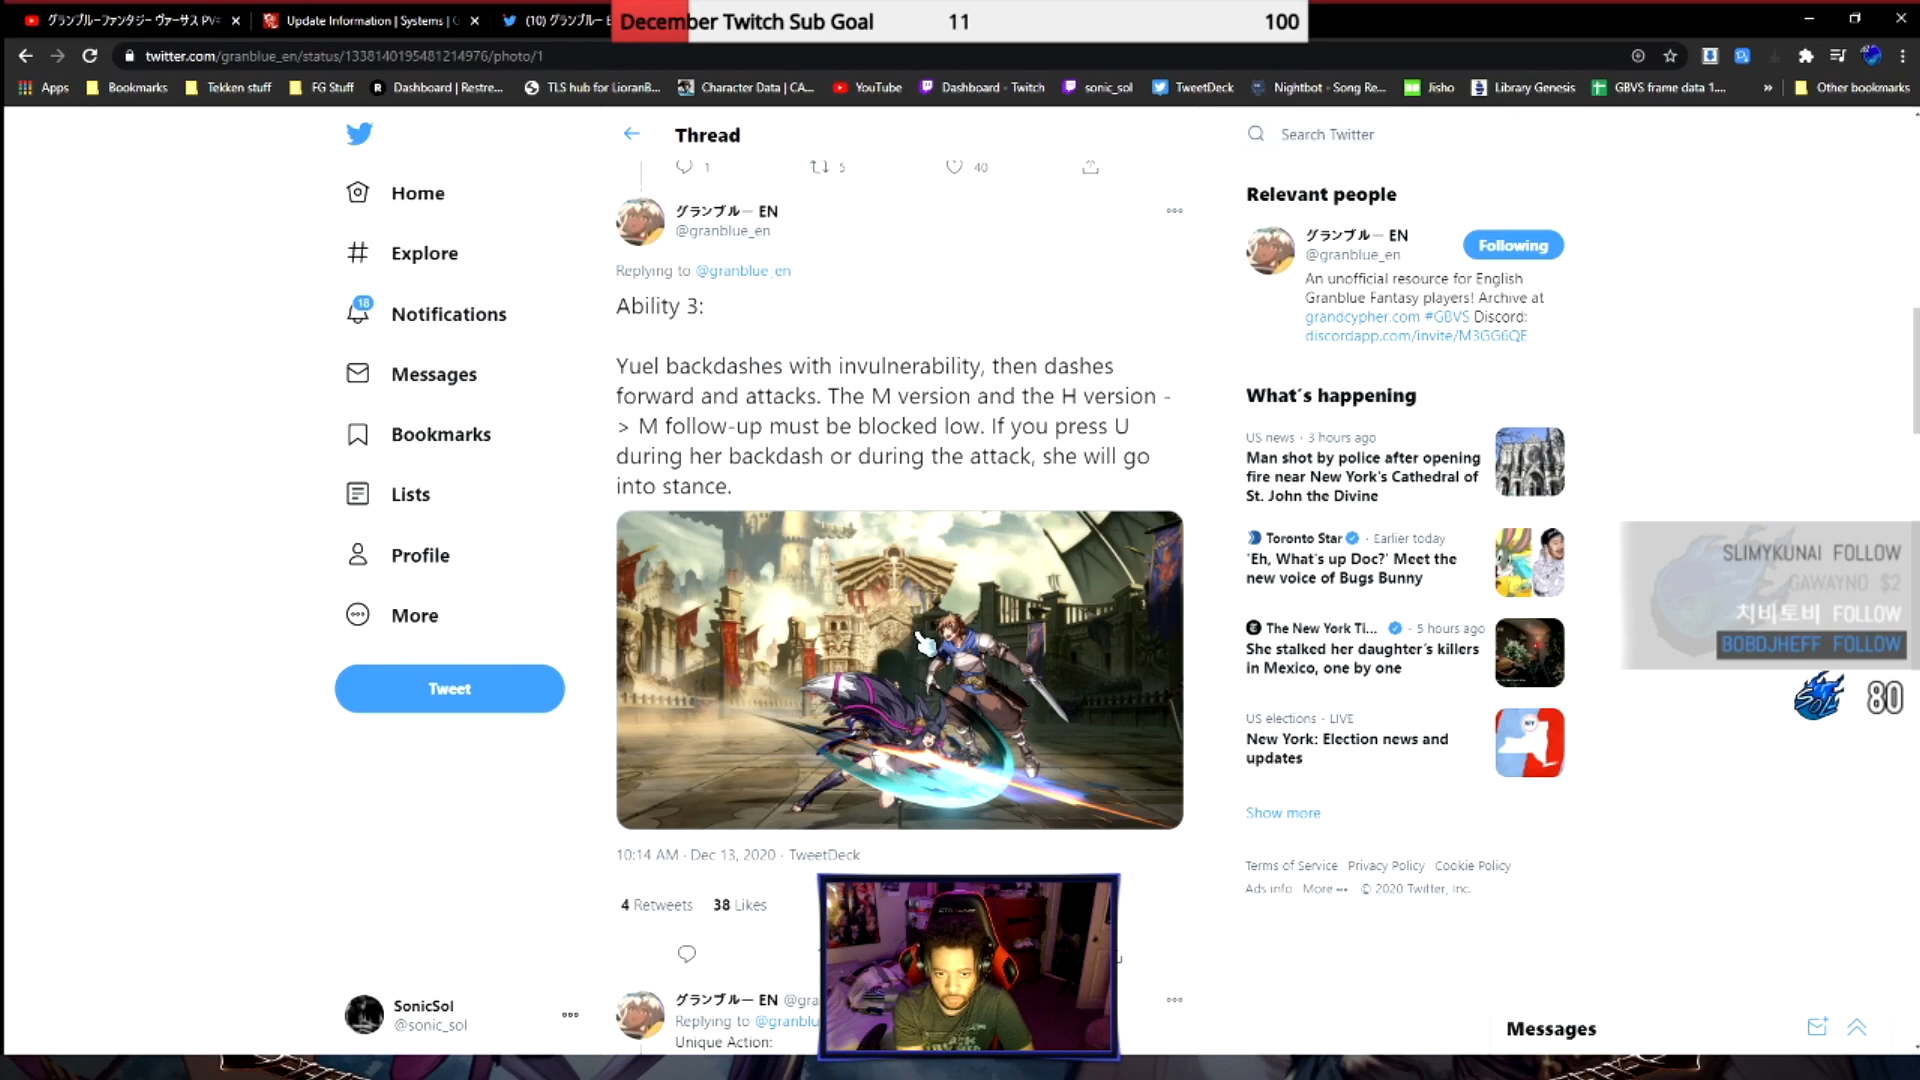 グランブルーファンタジー ヴァーサス PV
Update Information | Systems | G
(10) グランブルー E
December Twitch Sub Goal 11 100
twitter.com/granblue_en/status/1338140195481214976/photo/1
Apps
Bookmarks
Tekken stuff
FG Stuff
Dashboard | Restre...
TLS hub for LioranB...
Character Data | CA...
YouTube
Dashboard - Twitch
sonic_sol
TweetDeck
Nightbot - Song Re...
Jisho
Library Genesis
GBVS frame data 1....
»
Other bookmarks
Home
Explore
18
Notifications
Messages
Bookmarks
Lists
Profile
More
Tweet
SonicSol
@sonic_sol
Thread
1 5 40
グランブルー EN
@granblue_en
Replying to @granblue_en
Ability 3:
Yuel backdashes with invulnerability, then dashes
forward and attacks. The M version and the H version -
> M follow-up must be blocked low. If you press U
during her backdash or during the attack, she will go
into stance.
10:14 AM · Dec 13, 2020 · TweetDeck
4 Retweets 38 Likes
グランブルー EN @gra
Replying to @granblu
Unique Action:
Search Twitter
Relevant people
グランブルー EN
@granblue_en
Following
An unofficial resource for English
Granblue Fantasy players! Archive at
grandcypher.com #GBVS Discord:
discordapp.com/invite/M3GG6QE
What's happening
US news · 3 hours ago
Man shot by police after opening
fire near New York's Cathedral of
St. John the Divine
Toronto Star · Earlier today
'Eh, What's up Doc?' Meet the
new voice of Bugs Bunny
The New York Ti... · 5 hours ago
She stalked her daughter's killers
in Mexico, one by one
US elections · LIVE
New York: Election news and
updates
Show more
Terms of Service Privacy Policy Cookie Policy
Ads info More ••• © 2020 Twitter, Inc.
SLIMYKUNAI FOLLOW
GAWAYNO $2
치비토비 FOLLOW
BOBDJHEFF FOLLOW
SOL 80
Messages